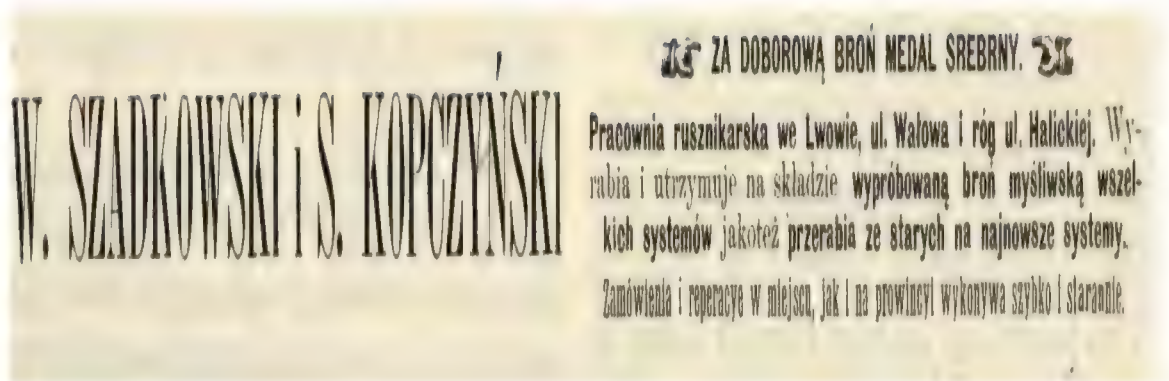 W. SZADKOWSKI i S. KOPCZYŃSKI
ZA DOBOROWĄ BROŃ MEDAL SREBRNY.
Pracownia rusznikarska we Lwowie, ul. Wałowa i róg ul. Halickiej. Wy-
rabia i utrzymuje na składzie wypróbowaną broń myśliwską wszel-
kich systemów jakoteż przerabia ze starych na najnowsze systemy.
Zamówienia i reperacye w miejscu, jak i na prowincyi wykonywa szybko i starannie.